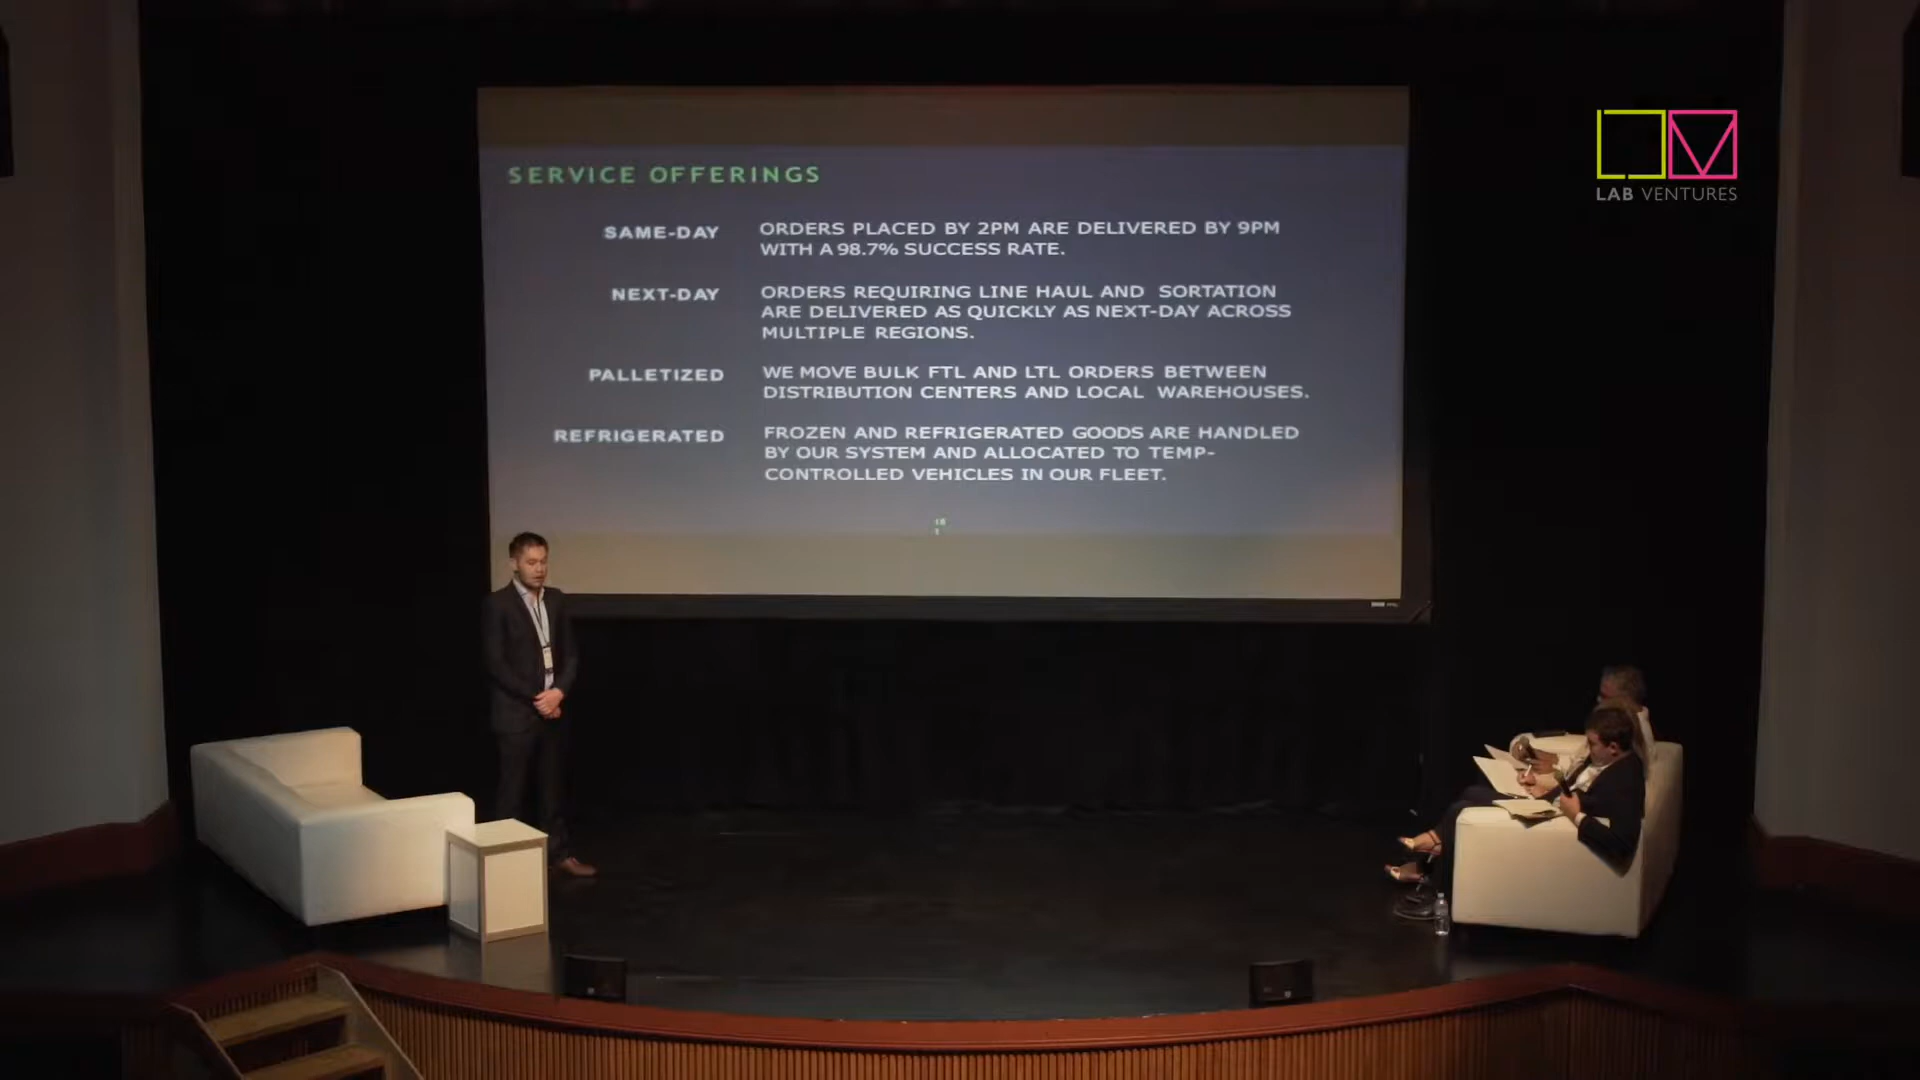 SERVICE OFFERINGS
SAME-DAY
ORDERS PLACED BY 2PM ARE DELIVERED BY 9PM
WITH A 98.7% SUCCESS RATE.
NEXT-DAY
ORDERS REQUIRING LINE HAUL AND SORTATION
ARE DELIVERED AS QUICKLY AS NEXT-DAY ACROSS
MULTIPLE REGIONS.
PALLETIZED
WE MOVE BULK FTL AND LTL ORDERS BETWEEN
DISTRIBUTION CENTERS AND LOCAL WAREHOUSES.
REFRIGERATED
FROZEN AND REFRIGERATED GOODS ARE HANDLED
BY OUR SYSTEM AND ALLOCATED TO TEMP-
CONTROLLED VEHICLES IN OUR FLEET.
LAB VENTURES